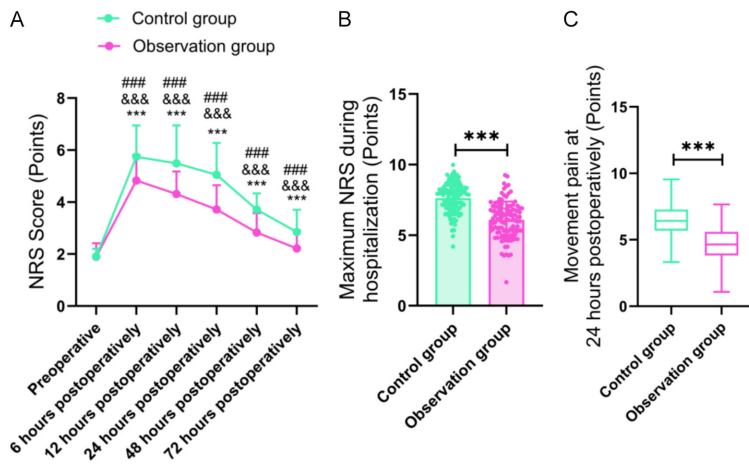 A
Control group
Observation group
NRS Score (Points)
8
6
4
2
0
###
&&&
***
###
&&&
***
###
&&&
***
###
&&&
***
###
&&&
***
Preoperative
6 hours postoperatively
12 hours postoperatively
24 hours postoperatively
48 hours postoperatively
72 hours postoperatively
B
Maximum NRS during
hospitalization (Points)
15
10
5
0
***
Control group
Observation group
C
Movement pain at
24 hours postoperatively (Points)
15
10
5
0
***
Control group
Observation group